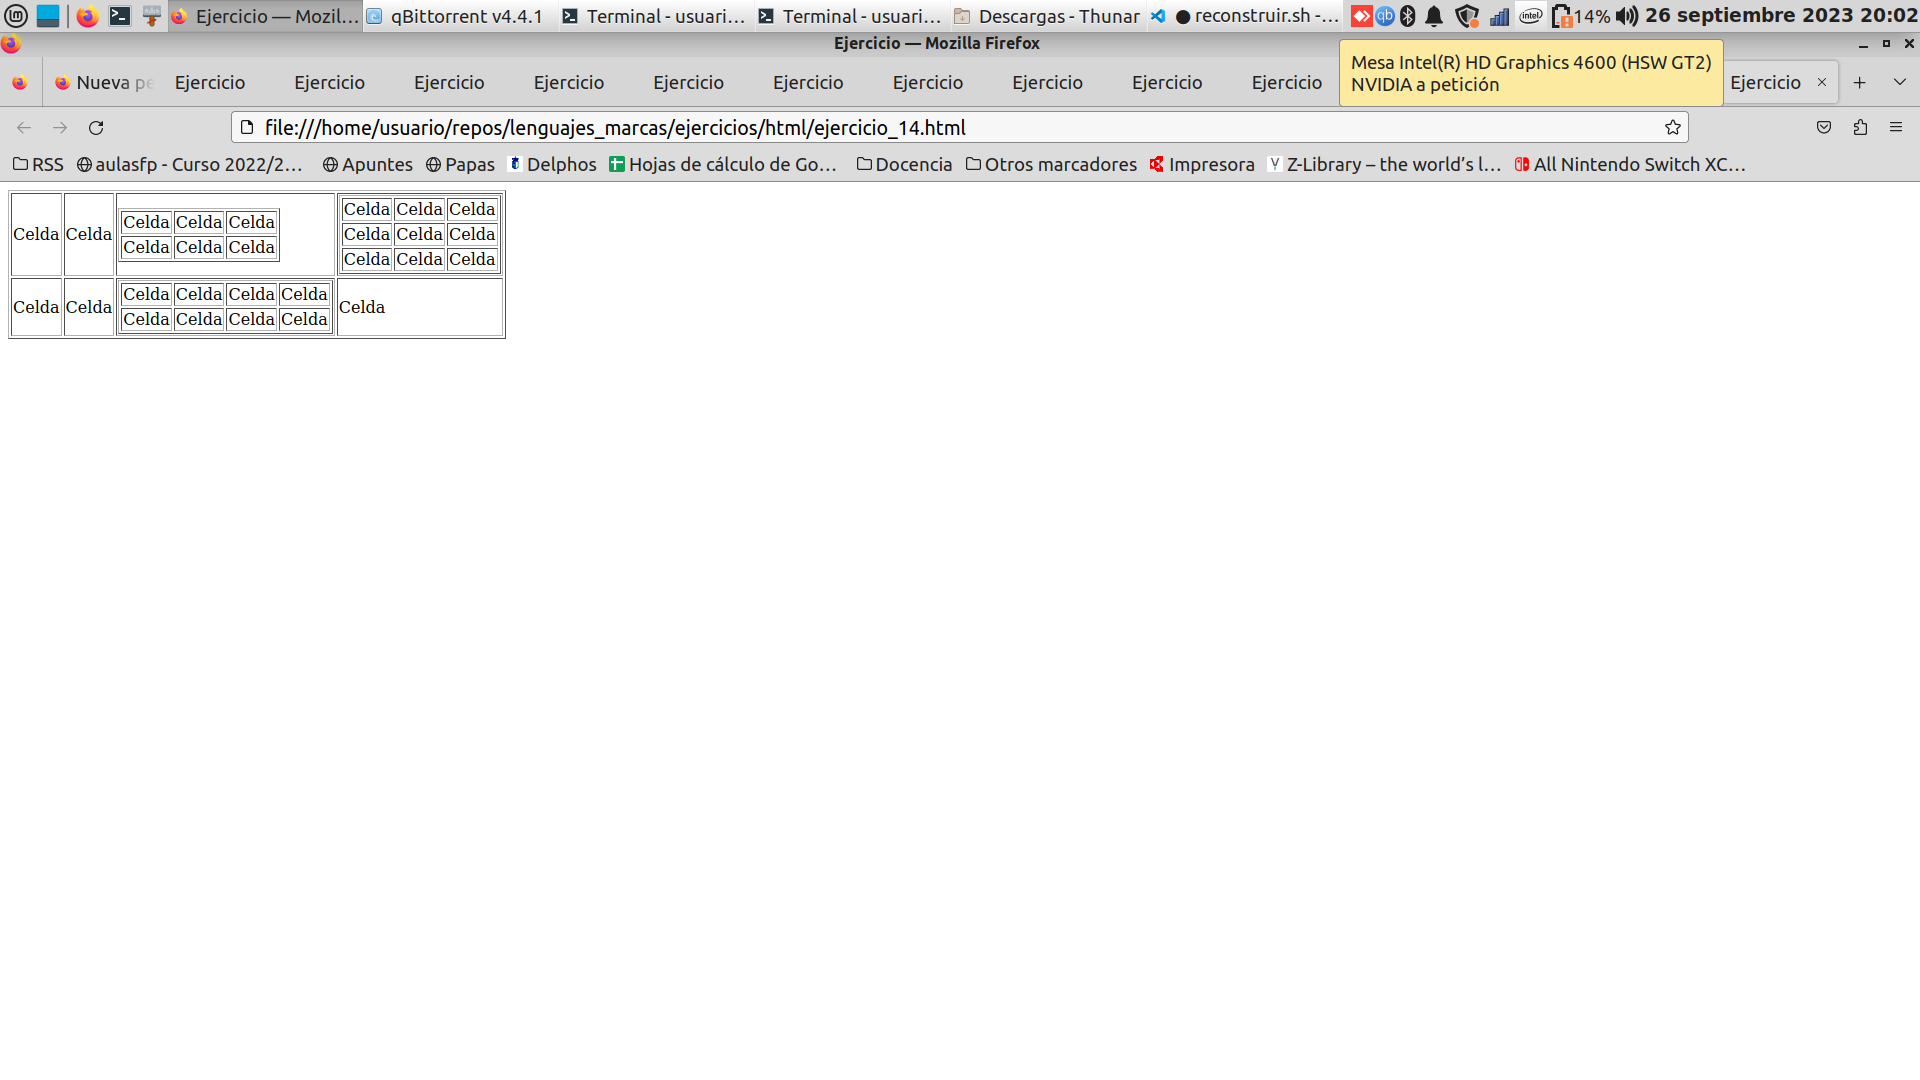 Ejercicio — Mozil... qBittorrent v4.4.1 Terminal - usuari... Terminal - usuari... Descargas - Thunar reconstruir.sh -... qb intel 14% 26 septiembre 2023 20:02
Ejercicio — Mozilla Firefox
Nueva pe Ejercicio Ejercicio Ejercicio Ejercicio Ejercicio Ejercicio Ejercicio Ejercicio Ejercicio Ejercicio Ejercicio
Mesa Intel(R) HD Graphics 4600 (HSW GT2)
NVIDIA a petición
file:///home/usuario/repos/lenguajes_marcas/ejercicios/html/ejercicio_14.html
RSS aulasfp - Curso 2022/2... Apuntes Papas Delphos Hojas de cálculo de Go... Docencia Otros marcadores Impresora Z-Library – the world’s l... All Nintendo Switch XC...
Celda Celda Celda
Celda Celda Celda Celda Celda
Celda Celda Celda
Celda Celda Celda
Celda Celda Celda
Celda Celda Celda Celda
Celda Celda Celda
Celda Celda Celda Celda